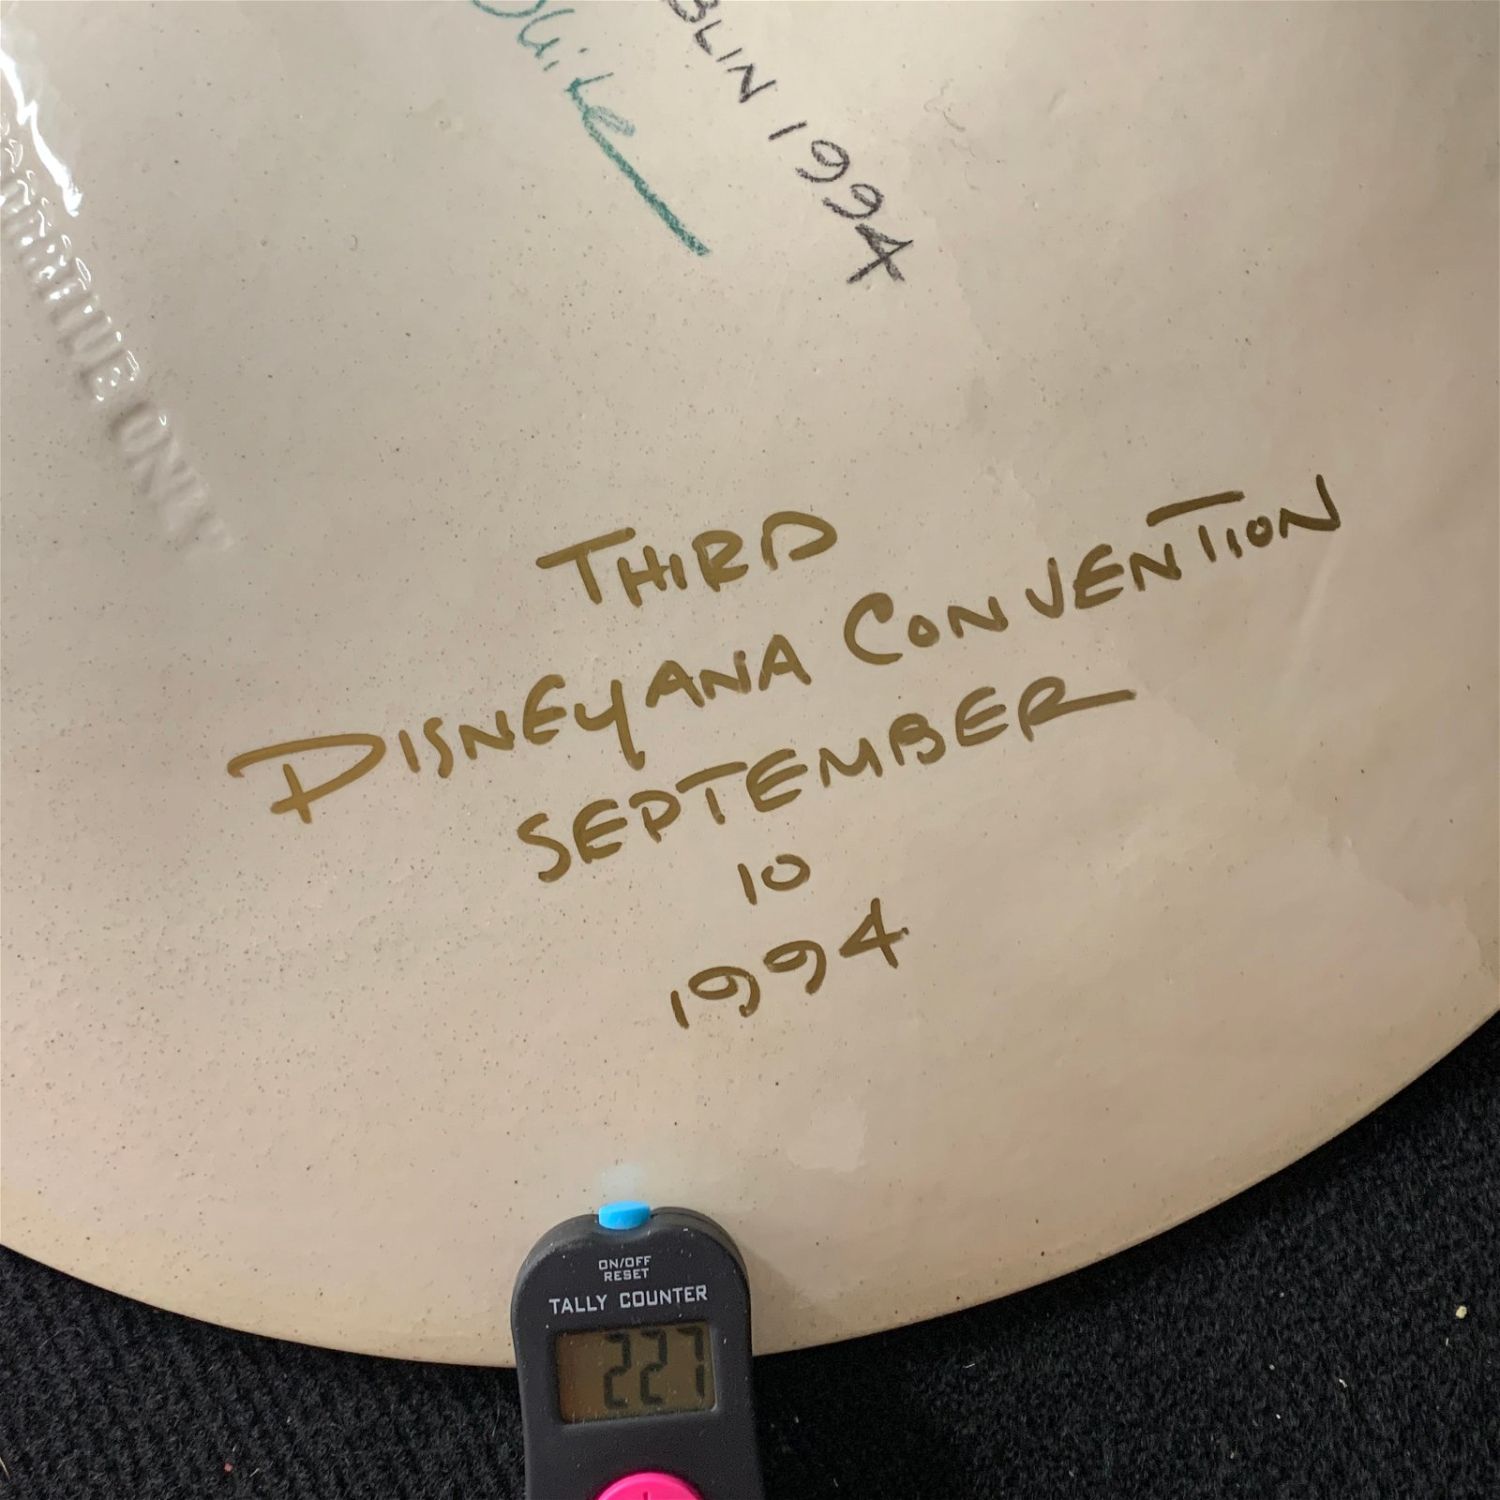 BLIN 1994
THIRD
DISNEYANA CONVENTION
SEPTEMBER
10
1994
ON/OFF
RESET
TALLY COUNTER
227